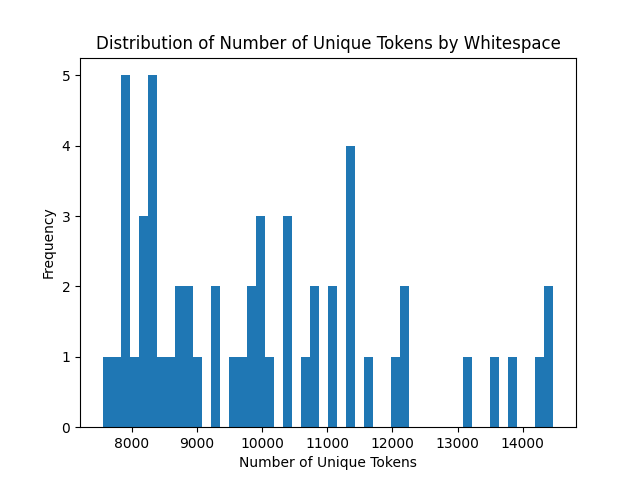 Distribution of Number of Unique Tokens by Whitespace
5
4
3
2
1
0
Frequency
8000 9000 10000 11000 12000 13000 14000
Number of Unique Tokens